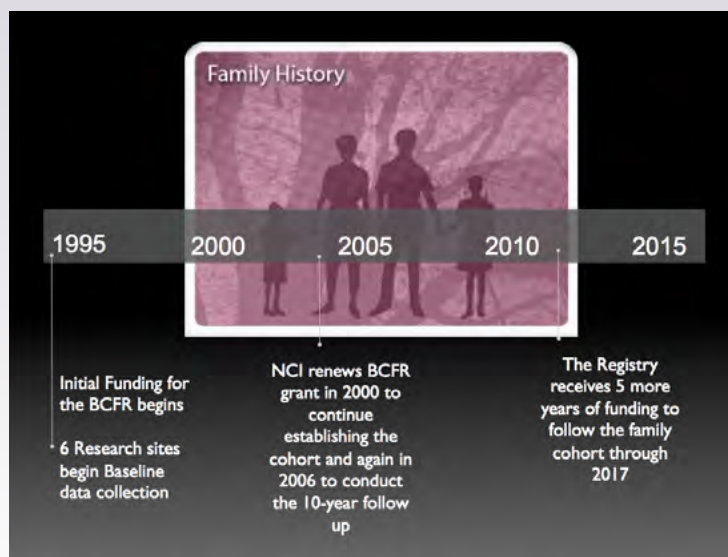 Family History
1995
2000
2005
2010
2015
Initial Funding for
the BCFR begins
6 Research sites
begin Baseline
data collection
NCI renews BCFR
grant in 2000 to
continue
establishing the
cohort and again in
2006 to conduct
the 10-year follow
up
The Registry
receives 5 more
years of funding to
follow the family
cohort through
2017